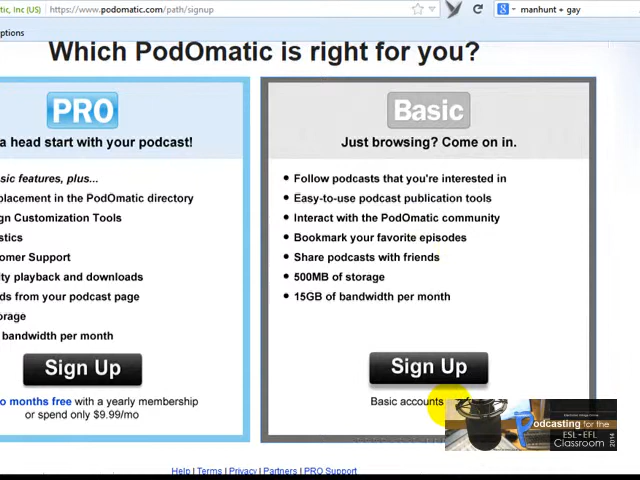 tic, Inc (US) https://www.podomatic.com/path/signup manhunt + gay
ptions
Which PodOmatic is right for you?
PRO
a head start with your podcast!
sic features, plus...
placement in the PodOmatic directory
gn Customization Tools
stics
omer Support
ity playback and downloads
ds from your podcast page
orage
bandwidth per month
Sign Up
o months free with a yearly membership
or spend only $9.99/mo
Basic
Just browsing? Come on in.
Follow podcasts that you're interested in
Easy-to-use podcast publication tools
Interact with the PodOmatic community
Bookmark your favorite episodes
Share podcasts with friends
500MB of storage
15GB of bandwidth per month
Sign Up
Basic accounts
Podcasting for the
ESL-EFL
Classroom
2014
Help | Terms | Privacy | Partners | PRO Support